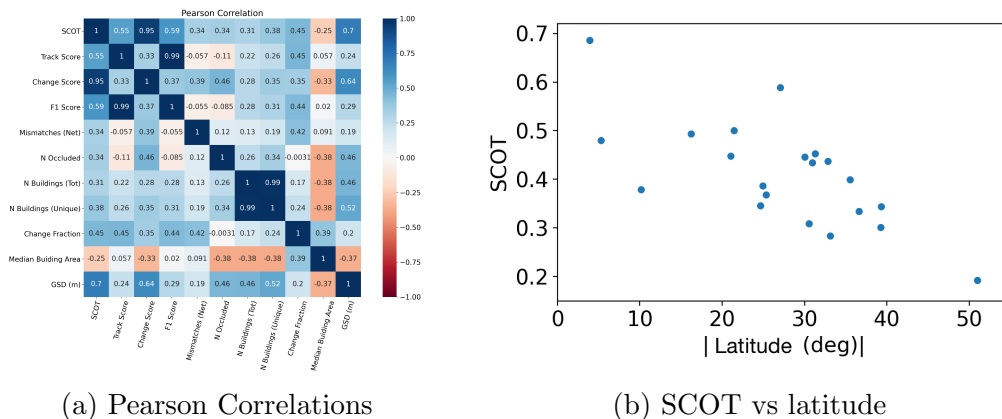 Pearson Correlation
SCOT 1 0.55 0.95 0.59 0.34 0.34 0.31 0.38 0.45 -0.25 0.7
Track Score 0.55 1 0.33 0.99 -0.057 -0.11 0.22 0.26 0.45 0.057 0.24
Change Score 0.95 0.33 1 0.37 0.39 0.46 0.28 0.35 0.35 -0.33 0.64
F1 Score 0.59 0.99 0.37 1 -0.055 -0.085 0.28 0.31 0.44 0.02 0.29
Mismatches (Net) 0.34 -0.057 0.39 -0.055 1 0.12 0.13 0.19 0.42 0.091 0.19
N Occluded 0.34 -0.11 0.46 -0.085 0.12 1 0.26 0.34 -0.0031 -0.38 0.46
N Buildings (Tot) 0.31 0.22 0.28 0.28 0.13 0.26 1 0.99 0.17 -0.38 0.46
N Buildings (Unique) 0.38 0.26 0.35 0.31 0.19 0.34 0.99 1 0.24 -0.38 0.52
Change Fraction 0.45 0.45 0.35 0.44 0.42 -0.0031 0.17 0.24 1 0.39 0.2
Median Buiding Area -0.25 0.057 -0.33 0.02 0.091 -0.38 -0.38 -0.38 0.39 1 -0.37
GSD (m) 0.7 0.24 0.64 0.29 0.19 0.46 0.46 0.52 0.2 -0.37 1
SCOT
Track Score
Change Score
F1 Score
Mismatches (Net)
N Occluded
N Buildings (Tot)
N Buildings (Unique)
Change Fraction
Median Buiding Area
GSD (m)
1.00
0.75
0.50
0.25
0.00
−0.25
−0.50
−0.75
−1.00
(a) Pearson Correlations
SCOT
0.7
0.6
0.5
0.4
0.3
0.2
0 10 20 30 40 50
| Latitude (deg)|
(b) SCOT vs latitude